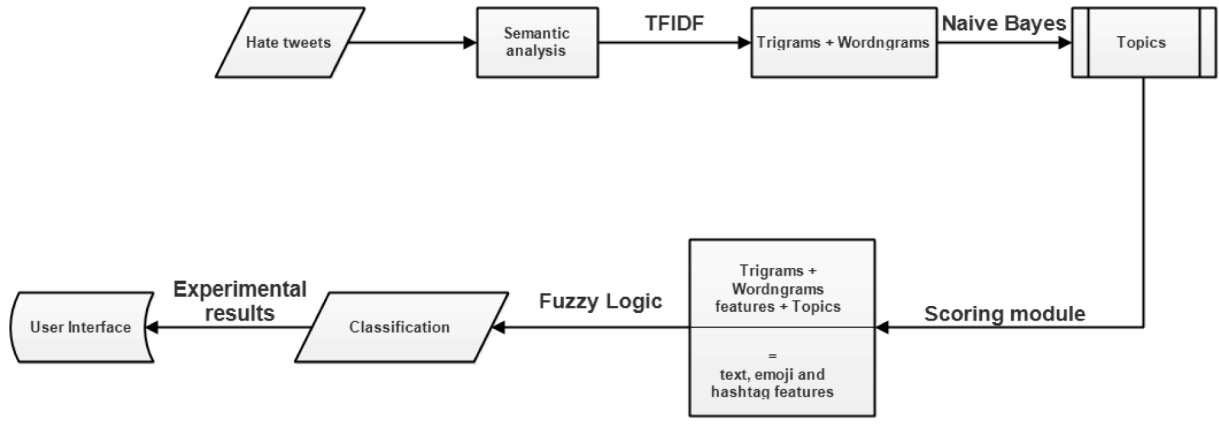 Hate tweets
Semantic
analysis
TFIDF
Trigrams + Wordngrams
Naive Bayes
Topics
Scoring module
Trigrams +
Wordngrams
features + Topics
=
text, emoji and
hashtag features
Fuzzy Logic
Classification
Experimental
results
User Interface